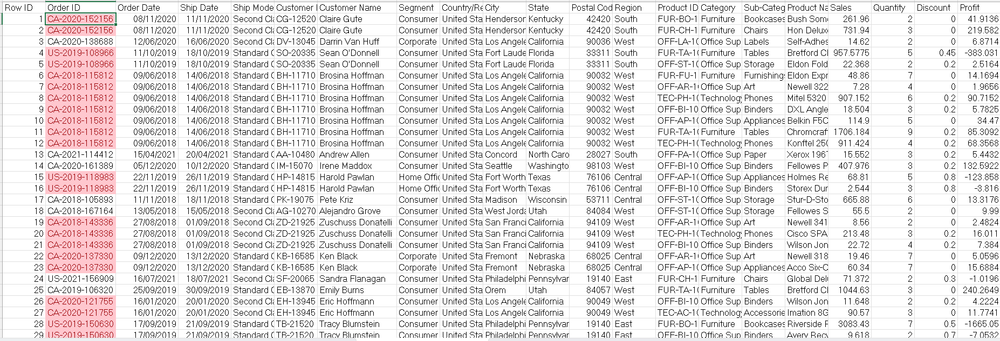 Row ID Order ID Order Date Ship Date Ship Mode Customer I Customer Name Segment Country/Re City State Postal Cod Region Product ID Category Sub-Categ Product Na Sales Quantity Discount Profit
1 CA-2020-152156 08/11/2020 11/11/2020 Second Cla CG-12520 Claire Gute Consumer United Sta Henderson Kentucky 42420 South FUR-BO-1 Furniture Bookcases Bush Som 261.96 2 0 41.9136
2 CA-2020-152156 08/11/2020 11/11/2020 Second Cla CG-12520 Claire Gute Consumer United Sta Henderson Kentucky 42420 South FUR-CH-1 Furniture Chairs Hon Delux 731.94 3 0 219.582
3 CA-2020-138688 12/06/2020 16/06/2020 Second Cla DV-13045 Darrin Van Huff Corporate United Sta Los Angele California 90036 West OFF-LA-10 Office Sup Labels Self-Adhes 14.62 2 0 6.8714
4 US-2019-108966 11/10/2019 18/10/2019 Standard C SO-20335 Sean O'Donnell Consumer United Sta Fort Laude Florida 33311 South FUR-TA-10 Furniture Tables Bretford Cl 957.5775 5 0.45 -383.031
5 US-2019-108966 11/10/2019 18/10/2019 Standard C SO-20335 Sean O'Donnell Consumer United Sta Fort Laude Florida 33311 South OFF-ST-10 Office Sup Storage Eldon Fold 22.368 2 0.2 2.5164
6 CA-2018-115812 09/06/2018 14/06/2018 Standard C BH-11710 Brosina Hoffman Consumer United Sta Los Angele California 90032 West FUR-FU-1 Furniture Furnishing Eldon Expr 48.86 7 0 14.1694
7 CA-2018-115812 09/06/2018 14/06/2018 Standard C BH-11710 Brosina Hoffman Consumer United Sta Los Angele California 90032 West OFF-AR-1 Office Sup Art Newell 322 7.28 4 0 1.9656
8 CA-2018-115812 09/06/2018 14/06/2018 Standard C BH-11710 Brosina Hoffman Consumer United Sta Los Angele California 90032 West TEC-PH-10 Technology Phones Mitel 5320 907.152 6 0.2 90.7152
9 CA-2018-115812 09/06/2018 14/06/2018 Standard C BH-11710 Brosina Hoffman Consumer United Sta Los Angele California 90032 West OFF-BI-10 Office Sup Binders DXL Angle 18.504 3 0.2 5.7825
10 CA-2018-115812 09/06/2018 14/06/2018 Standard C BH-11710 Brosina Hoffman Consumer United Sta Los Angele California 90032 West OFF-AP-10 Office Sup Appliances Belkin F5C 114.9 5 0 34.47
11 CA-2018-115812 09/06/2018 14/06/2018 Standard C BH-11710 Brosina Hoffman Consumer United Sta Los Angele California 90032 West FUR-TA-10 Furniture Tables Chromcraf 1706.184 9 0.2 85.3092
12 CA-2018-115812 09/06/2018 14/06/2018 Standard C BH-11710 Brosina Hoffman Consumer United Sta Los Angele California 90032 West TEC-PH-10 Technology Phones Konftel 250 911.424 4 0.2 68.3568
13 CA-2021-114412 15/04/2021 20/04/2021 Standard C AA-10480 Andrew Allen Consumer United Sta Concord North Caro 28027 South OFF-PA-10 Office Sup Paper Xerox 1967 15.552 3 0.2 5.4432
14 CA-2020-161389 05/12/2020 10/12/2020 Standard C IM-15070 Irene Maddox Consumer United Sta Seattle Washingto 98103 West OFF-BI-10 Office Sup Binders Fellowes P 407.976 3 0.2 132.5922
15 US-2019-118983 22/11/2019 26/11/2019 Standard C HP-14815 Harold Pawlan Home Offic United Sta Fort Worth Texas 76106 Central OFF-AP-10 Office Sup Appliances Holmes Re 68.81 5 0.8 -123.858
16 US-2019-118983 22/11/2019 26/11/2019 Standard C HP-14815 Harold Pawlan Home Offic United Sta Fort Worth Texas 76106 Central OFF-BI-10 Office Sup Binders Storex Dur 2.544 3 0.8 -3.816
17 CA-2018-105893 11/11/2018 18/11/2018 Standard C PK-19075 Pete Kriz Consumer United Sta Madison Wisconsin 53711 Central OFF-ST-10 Office Sup Storage Stur-D-Sto 665.88 6 0 13.3176
18 CA-2018-167164 13/05/2018 15/05/2018 Second Cla AG-10270 Alejandro Grove Consumer United Sta West Jorda Utah 84084 West OFF-ST-10 Office Sup Storage Fellowes S 55.5 2 0 9.99
19 CA-2018-143336 27/08/2018 01/09/2018 Second Cla ZD-21925 Zuschuss Donatelli Consumer United Sta San Franci California 94109 West OFF-AR-1 Office Sup Art Newell 341 8.56 2 0 2.4824
20 CA-2018-143336 27/08/2018 01/09/2018 Second Cla ZD-21925 Zuschuss Donatelli Consumer United Sta San Franci California 94109 West TEC-PH-10 Technology Phones Cisco SPA 213.48 3 0.2 16.011
21 CA-2018-143336 27/08/2018 01/09/2018 Second Cla ZD-21925 Zuschuss Donatelli Consumer United Sta San Franci California 94109 West OFF-BI-10 Office Sup Binders Wilson Jon 22.72 4 0.2 7.384
22 CA-2020-137330 09/12/2020 13/12/2020 Standard C KB-16585 Ken Black Corporate United Sta Fremont Nebraska 68025 Central OFF-AR-1 Office Sup Art Newell 318 19.46 7 0 5.0596
23 CA-2020-137330 09/12/2020 13/12/2020 Standard C KB-16585 Ken Black Corporate United Sta Fremont Nebraska 68025 Central OFF-AP-10 Office Sup Appliances Acco Six-C 60.34 7 0 15.6884
24 US-2021-156909 16/07/2021 18/07/2021 Second Cla SF-20065 Sandra Flanagan Consumer United Sta Philadelphi Pennsylvar 19140 East FUR-CH-1 Furniture Chairs Global Del 71.372 2 0.3 -1.0196
25 CA-2019-106320 25/09/2019 30/09/2019 Standard C EB-13870 Emily Burns Consumer United Sta Orem Utah 84057 West FUR-TA-10 Furniture Tables Bretford Cl 1044.63 3 0 240.2649
26 CA-2020-121755 16/01/2020 20/01/2020 Second Cla EH-13945 Eric Hoffmann Consumer United Sta Los Angele California 90049 West OFF-BI-10 Office Sup Binders Wilson Jon 11.648 2 0.2 4.2224
27 CA-2020-121755 16/01/2020 20/01/2020 Second Cla EH-13945 Eric Hoffmann Consumer United Sta Los Angele California 90049 West TEC-AC-10 Technology Accessorie Imation 8G 90.57 3 0 11.7741
28 US-2019-150630 17/09/2019 21/09/2019 Standard C TB-21520 Tracy Blumstein Consumer United Sta Philadelphi Pennsylvar 19140 East FUR-BO-1 Furniture Bookcases Riverside F 3083.43 7 0.5 -1665.05
29 US-2019-150630 17/09/2019 21/09/2019 Standard C TB-21520 Tracy Blumstein Consumer United Sta Philadelphi Pennsylvar 19140 East OFF-BI-10 Office Sup Binders Avery Recy 9.618 2 0.7 -7.0532